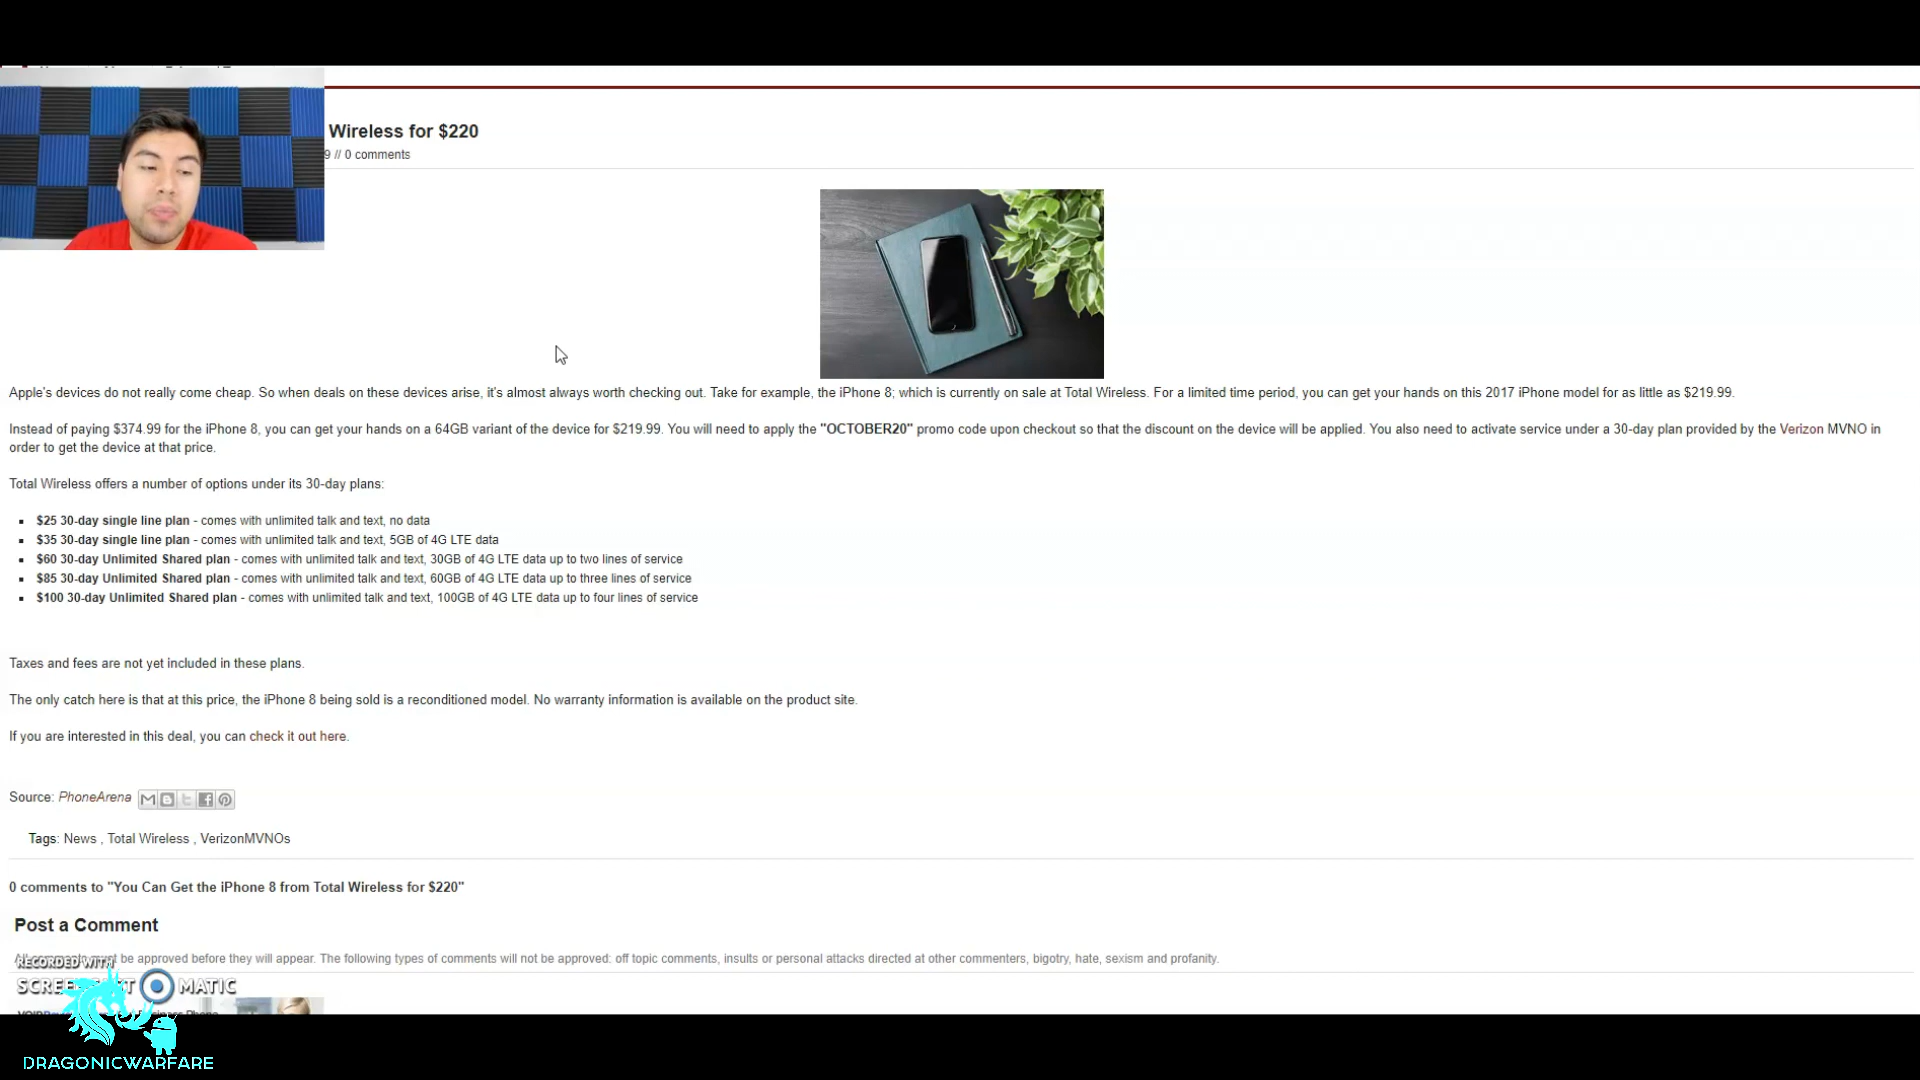 Wireless for $220
9 // 0 comments
Apple's devices do not really come cheap. So when deals on these devices arise, it's almost always worth checking out. Take for example, the iPhone 8; which is currently on sale at Total Wireless. For a limited time period, you can get your hands on this 2017 iPhone model for as little as $219.99.
Instead of paying $374.99 for the iPhone 8, you can get your hands on a 64GB variant of the device for $219.99. You will need to apply the "OCTOBER20" promo code upon checkout so that the discount on the device will be applied. You also need to activate service under a 30-day plan provided by the Verizon MVNO in
order to get the device at that price.
Total Wireless offers a number of options under its 30-day plans:
$25 30-day single line plan - comes with unlimited talk and text, no data
$35 30-day single line plan - comes with unlimited talk and text, 5GB of 4G LTE data
$60 30-day Unlimited Shared plan - comes with unlimited talk and text, 30GB of 4G LTE data up to two lines of service
$85 30-day Unlimited Shared plan - comes with unlimited talk and text, 60GB of 4G LTE data up to three lines of service
$100 30-day Unlimited Shared plan - comes with unlimited talk and text, 100GB of 4G LTE data up to four lines of service
Taxes and fees are not yet included in these plans.
The only catch here is that at this price, the iPhone 8 being sold is a reconditioned model. No warranty information is available on the product site.
If you are interested in this deal, you can check it out here.
Source: PhoneArena
Tags: News , Total Wireless , VerizonMVNOs
0 comments to "You Can Get the iPhone 8 from Total Wireless for $220"
Post a Comment
be approved before they will appear. The following types of comments will not be approved: off topic comments, insults or personal attacks directed at other commenters, bigotry, hate, sexism and profanity.
RECORDED WITH
MATIC
DRAGONICWARFARE